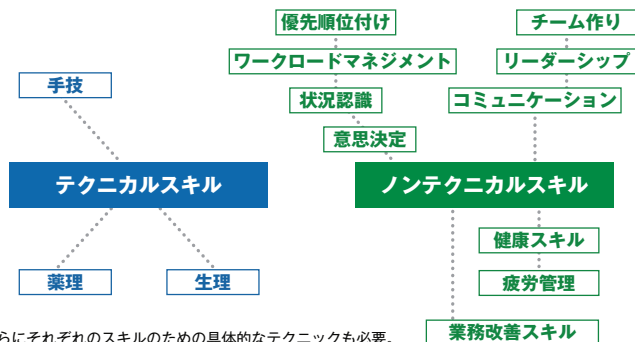 優先順位付け
チーム作り
ワークロードマネジメント
リーダーシップ
手技
状況認識
コミュニケーション
意思決定
テクニカルスキル
ノンテクニカルスキル
健康スキル
薬理
生理
疲労管理
らにそれぞれのスキルのための具体的なテクニックも必要。
業務改善スキル